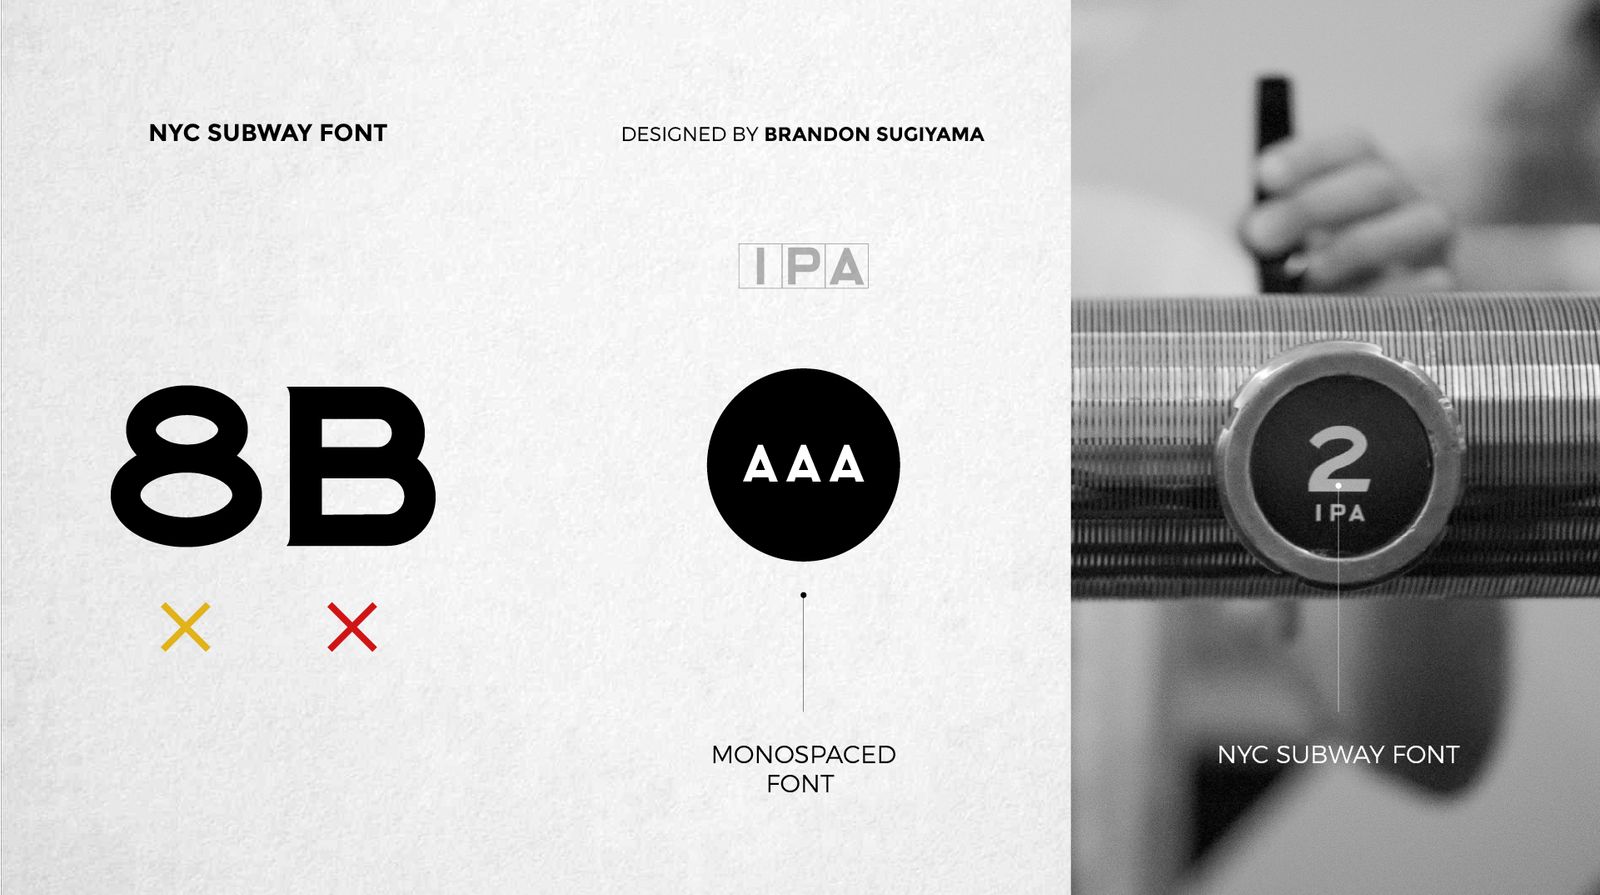 NYC SUBWAY FONT
DESIGNED BY BRANDON SUGIYAMA
IPA
8B
AAA
MONOSPACED
FONT
2
IPA
NYC SUBWAY FONT